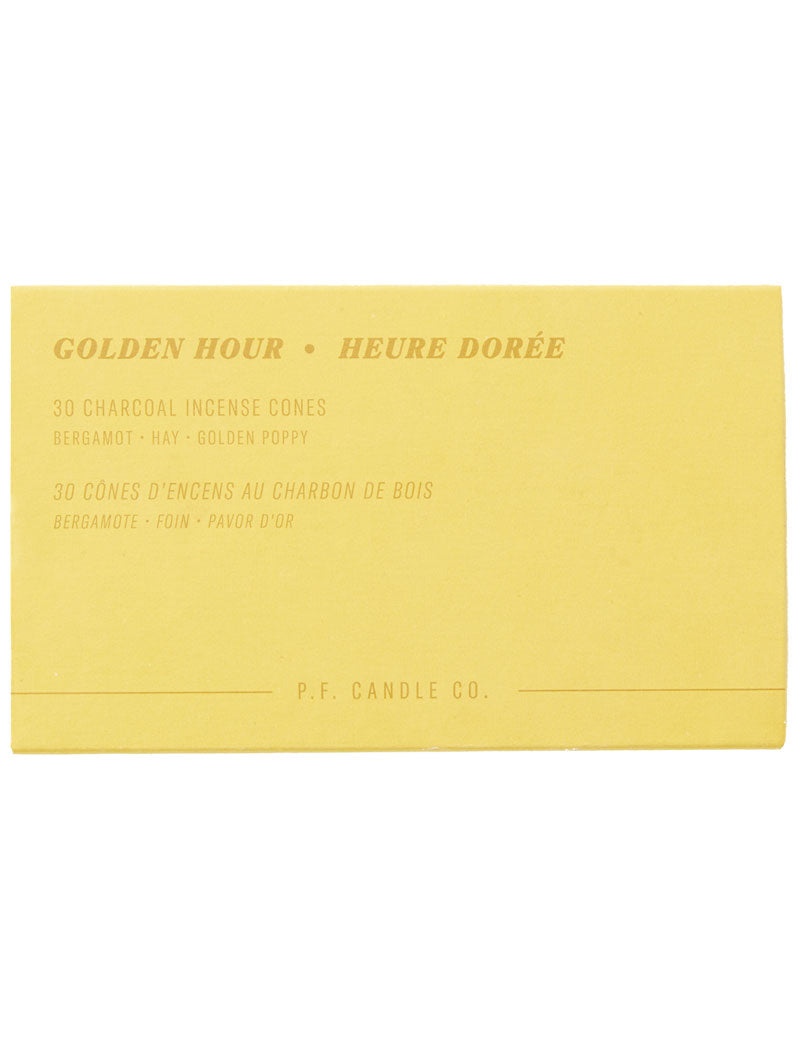 GOLDEN HOUR • HEURE DORÉE
30 CHARCOAL INCENSE CONES
BERGAMOT • HAY • GOLDEN POPPY
30 CÔNES D'ENCENS AU CHARBON DE BOIS
BERGAMOTE • FOIN • PAVOR D'OR
P.F. CANDLE CO.